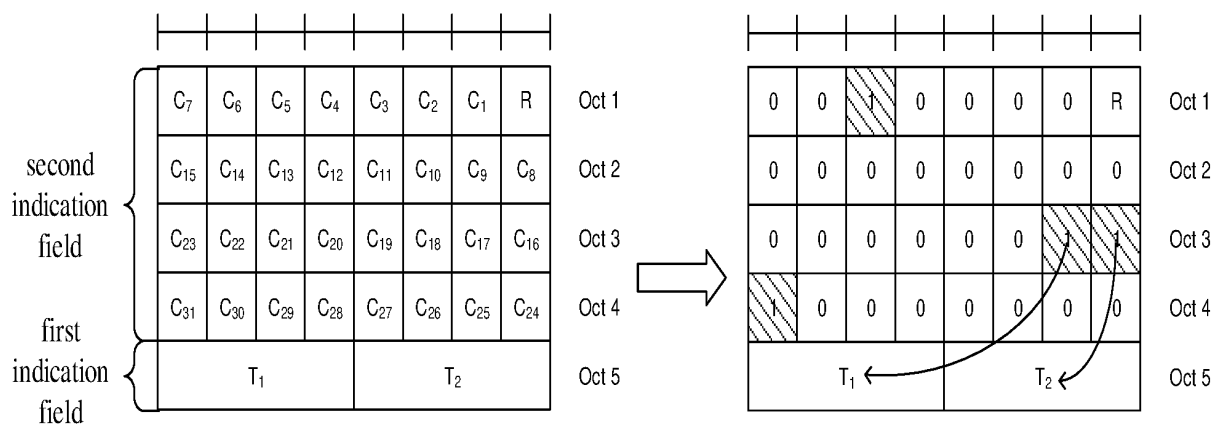 C7 C6 C5 C4 C3 C2 C1 R Oct 1
C15 C14 C13 C12 C11 C10 C9 C8 Oct 2
C23 C22 C21 C20 C19 C18 C17 C16 Oct 3
C31 C30 C29 C28 C27 C26 C25 C24 Oct 4
T1 T2 Oct 5
second
indication
field
first
indication
field
0 0 1 0 0 0 0 R Oct 1
0 0 0 0 0 0 0 0 Oct 2
0 0 0 0 0 0 1 1 Oct 3
1 0 0 0 0 0 0 0 Oct 4
T1 T2 Oct 5